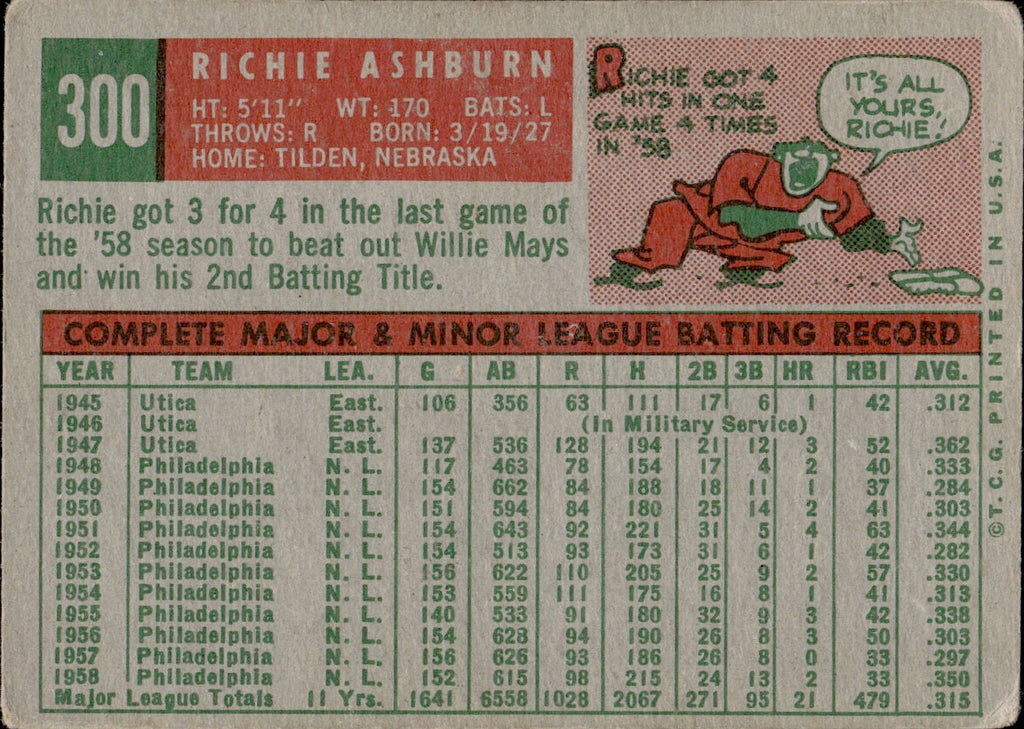 300
RICHIE ASHBURN
HT: 5'11" WT: 170 BATS: L
THROWS: R BORN: 3/19/27
HOME: TILDEN, NEBRASKA
Richie got 3 for 4 in the last game of
the '58 season to beat out Willie Mays
and win his 2nd Batting Title.
RICHIE GOT 4
HITS IN ONE
GAME 4 TIMES
IN '58
IT'S ALL
YOURS,
RICHIE!
COMPLETE MAJOR & MINOR LEAGUE BATTING RECORD
YEAR TEAM LEA. G AB R H 2B 3B HR RBI AVG.
1945 Utica East. 106 356 63 111 17 6 1 42 .312
1946 Utica East. (In Military Service)
1947 Utica East. 137 536 128 194 21 12 3 52 .362
1948 Philadelphia N. L. 117 463 78 154 17 4 2 40 .333
1949 Philadelphia N. L. 154 662 84 188 18 11 1 37 .284
1950 Philadelphia N. L. 151 594 84 180 25 14 2 41 .303
1951 Philadelphia N. L. 154 643 92 221 31 5 4 63 .344
1952 Philadelphia N. L. 154 513 93 173 31 6 1 42 .282
1953 Philadelphia N. L. 156 622 110 205 25 9 2 57 .330
1954 Philadelphia N. L. 153 559 111 175 16 8 1 41 .313
1955 Philadelphia N. L. 140 533 91 180 32 9 3 42 .338
1956 Philadelphia N. L. 154 628 94 190 26 8 3 50 .303
1957 Philadelphia N. L. 156 626 93 186 26 8 0 33 .297
1958 Philadelphia N. L. 152 615 98 215 24 13 2 33 .350
Major League Totals 11 Yrs. 1641 6558 1028 2067 271 95 21 479 .315
© T. C. G. PRINTED IN U.S.A.